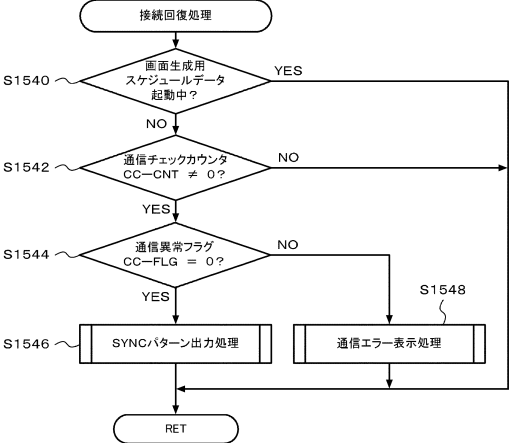 接続回復処理
S1540
画面生成用
スケジュールデータ
起動中?
YES
NO
S1542
通信チェックカウンタ
CC－CNT ≠ 0?
NO
YES
S1544
通信異常フラグ
CC－FLG = 0?
NO
YES
S1548
S1546
SYNCパターン出力処理
通信エラー表示処理
RET